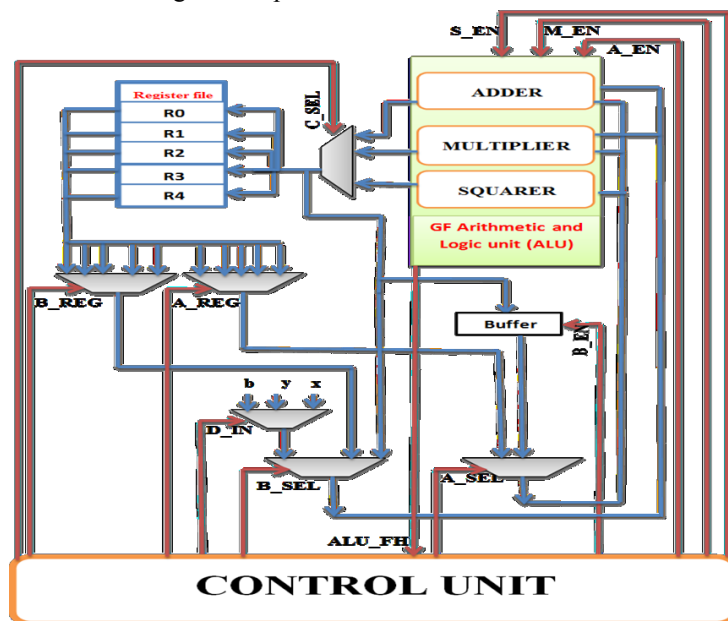 S_EN
M_EN
A_EN
C_SEL
Register file
R0
R1
R2
R3
R4
ADDER
MULTIPLIER
SQUARER
GF Arithmetic and
Logic unit (ALU)
B_REG
A_REG
Buffer
B_EN
b y x
D_IN
B_SEL
A_SEL
ALU_FH
CONTROL UNIT